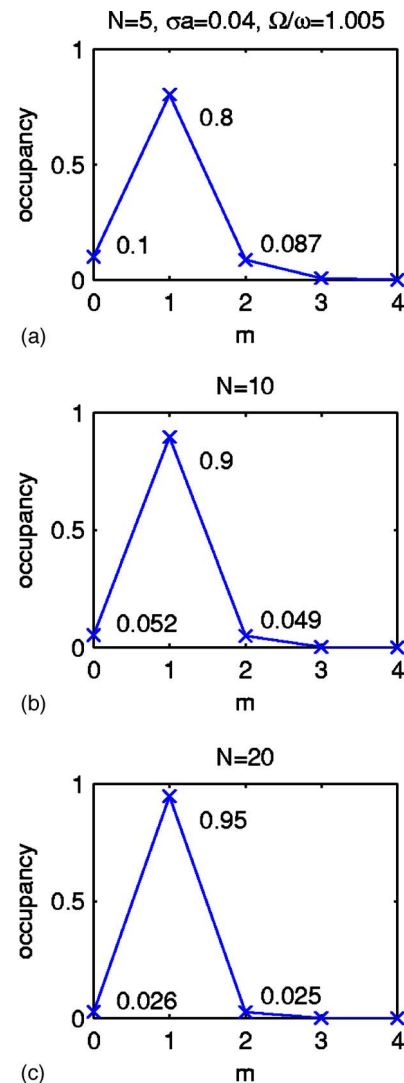 N=5, σa=0.04, Ω/ω=1.005
1
0.8
occupancy
0.5
0.1
0.087
0
0 1 2 3 4
(a)
m
N=10
1
0.9
occupancy
0.5
0.052
0.049
0
0 1 2 3 4
(b)
m
N=20
1
0.95
occupancy
0.5
0.026
0.025
0
0 1 2 3 4
(c)
m